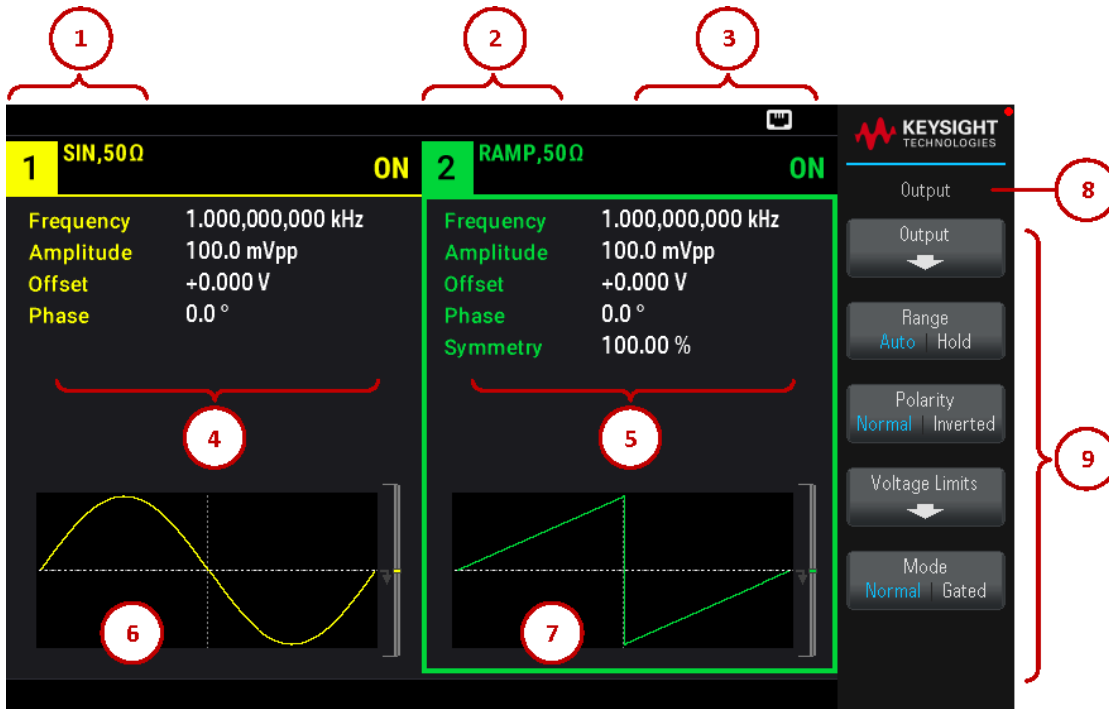 1
2
3
KEYSIGHT
TECHNOLOGIES
1 SIN,50Ω ON
2 RAMP,50Ω ON
Output
8
Frequency 1.000,000,000 kHz
Amplitude 100.0 mVpp
Offset +0.000 V
Phase 0.0 °
4
Frequency 1.000,000,000 kHz
Amplitude 100.0 mVpp
Offset +0.000 V
Phase 0.0 °
Symmetry 100.00 %
5
6
7
Output
Range
Auto | Hold
Polarity
Normal | Inverted
Voltage Limits
Mode
Normal | Gated
9